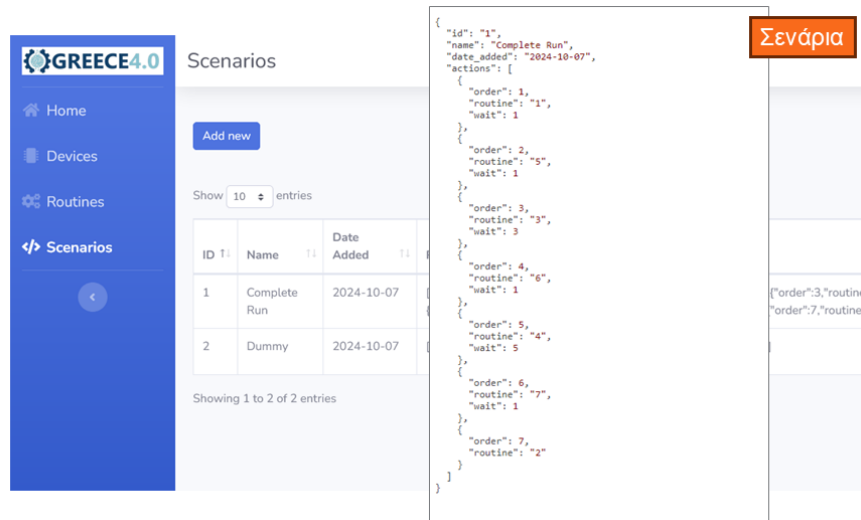 GREECE4.0
Home
Devices
Routines
Scenarios
Scenarios
Add new
Show 10 entries
ID Name Date Added
1 Complete Run 2024-10-07
{"order":3,"routine
"order":7,"routine
2 Dummy 2024-10-07
Showing 1 to 2 of 2 entries
{
"id": "1",
"name": "Complete Run",
"date_added": "2024-10-07",
"actions": [
{
"order": 1,
"routine": "1",
"wait": 1
},
{
"order": 2,
"routine": "5",
"wait": 1
},
{
"order": 3,
"routine": "3",
"wait": 3
},
{
"order": 4,
"routine": "6",
"wait": 1
},
{
"order": 5,
"routine": "4",
"wait": 5
},
{
"order": 6,
"routine": "7",
"wait": 1
},
{
"order": 7,
"routine": "2"
}
]
}
Σενάρια